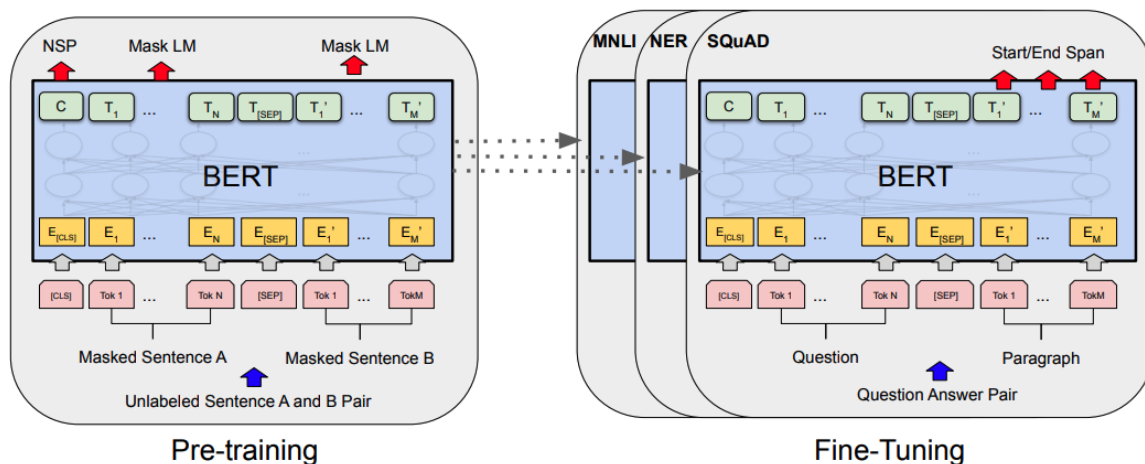 NSP Mask LM Mask LM
C T1 ... TN T[SEP] T1' ... TM'
...
BERT
...
E[CLS] E1 ... EN E[SEP] E1' ... EM'
[CLS] Tok 1 ... Tok N [SEP] Tok 1 ... TokM
Masked Sentence A Masked Sentence B
Unlabeled Sentence A and B Pair
Pre-training
MNLI NER SQuAD
Start/End Span
C T1 ... TN T[SEP] T1' ... TM'
...
BERT
...
E[CLS] E1 ... EN E[SEP] E1' ... EM'
[CLS] Tok 1 ... Tok N [SEP] Tok 1 ... TokM
Question Paragraph
Question Answer Pair
Fine-Tuning